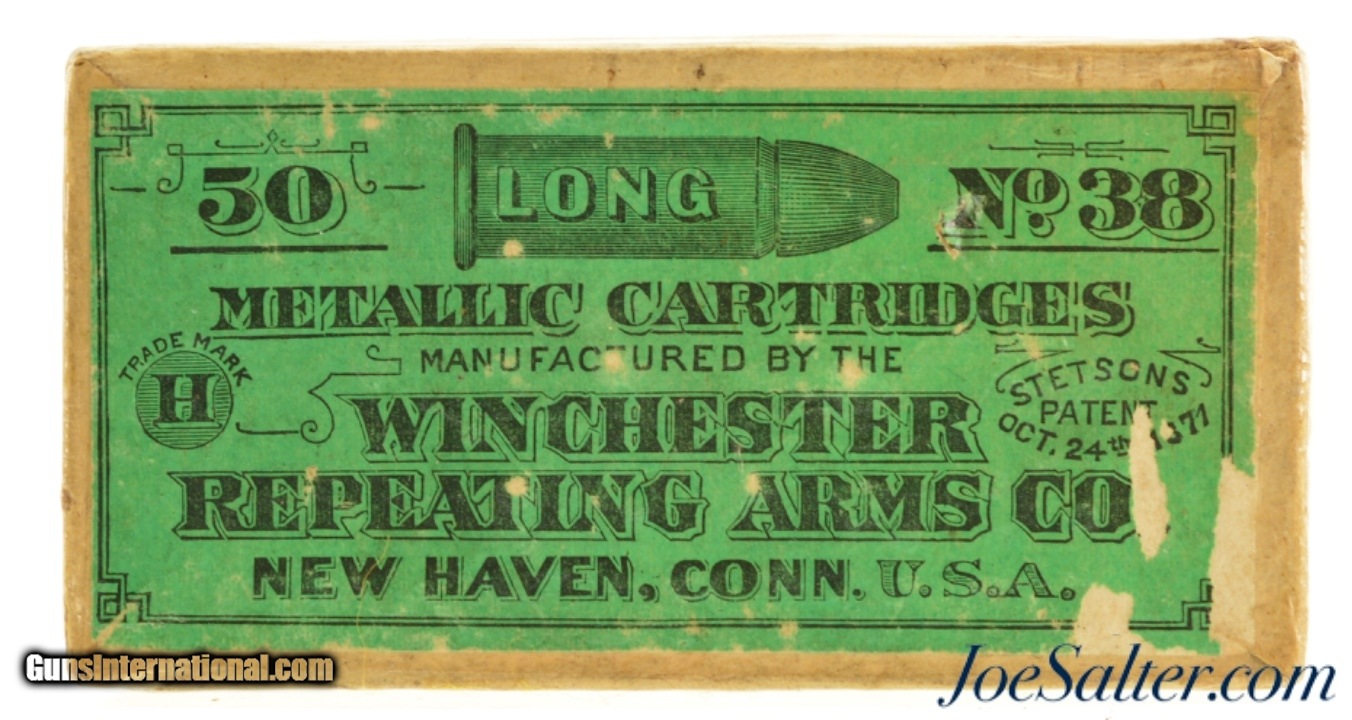 50 LONG No. 38
METALLIC CARTRIDGES
MANUFACTURED BY THE
TRADE MARK
H
STETSONS
PATENT
OCT. 24th 1871
WINCHESTER
REPEATING ARMS CO
NEW HAVEN, CONN. U.S.A.
GunsInternational.com
JoeSalter.com